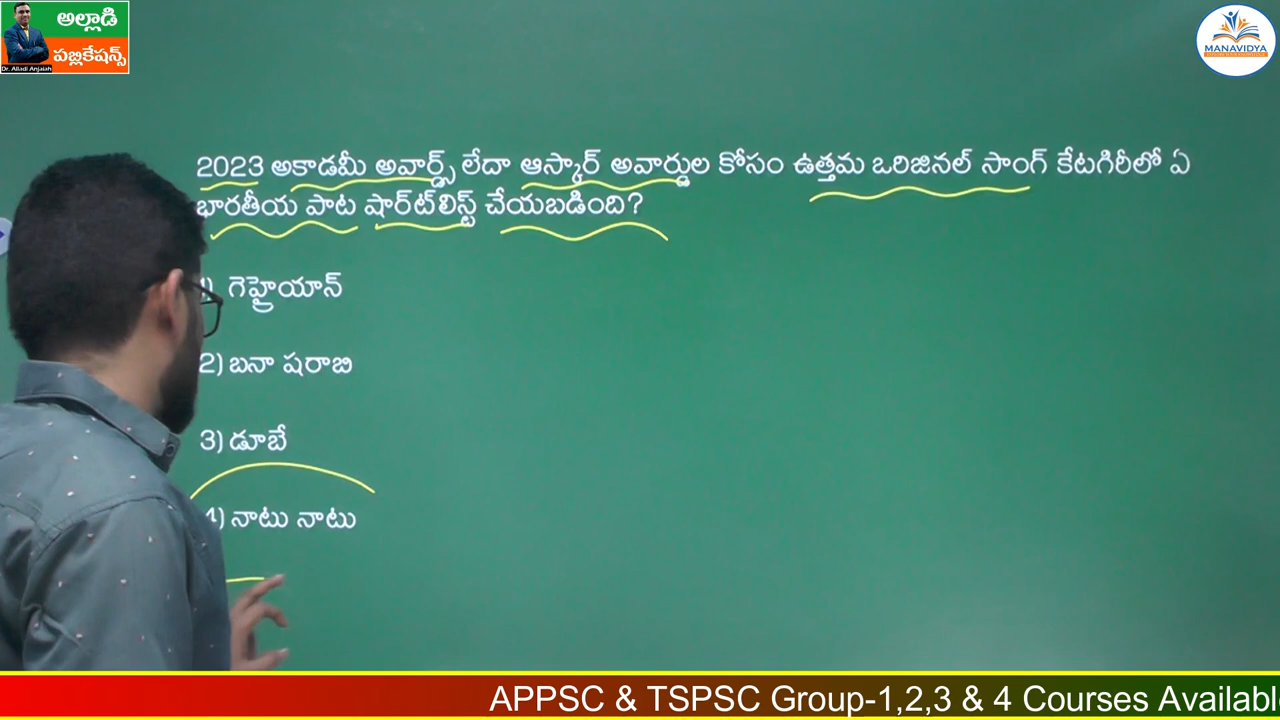 అల్లాడి
పబ్లికేషన్స్
Dr. Alladi Anjaiah
MANAVIDYA
2023 అకాడమీ అవార్డ్స్ లేదా ఆస్కార్ అవార్డుల కోసం ఉత్తమ ఒరిజినల్ సాంగ్ కేటగిరీలో ఏ
భారతీయ పాట షార్ట్‌లిస్ట్ చేయబడింది?
1) గెహ్రైయాన్
2) బనా షరాబి
3) డూబే
4) నాటు నాటు
APPSC & TSPSC Group-1,2,3 & 4 Courses Availabl